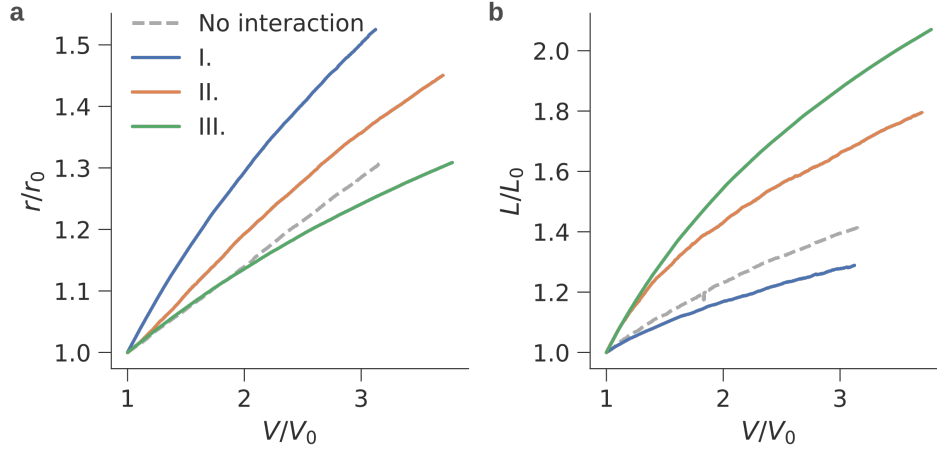 a
No interaction
I.
II.
III.
1.5
1.4
1.3
1.2
1.1
1.0
r/r₀
1
2
3
V/V₀
b
2.0
1.8
1.6
1.4
1.2
1.0
L/L₀
1
2
3
V/V₀